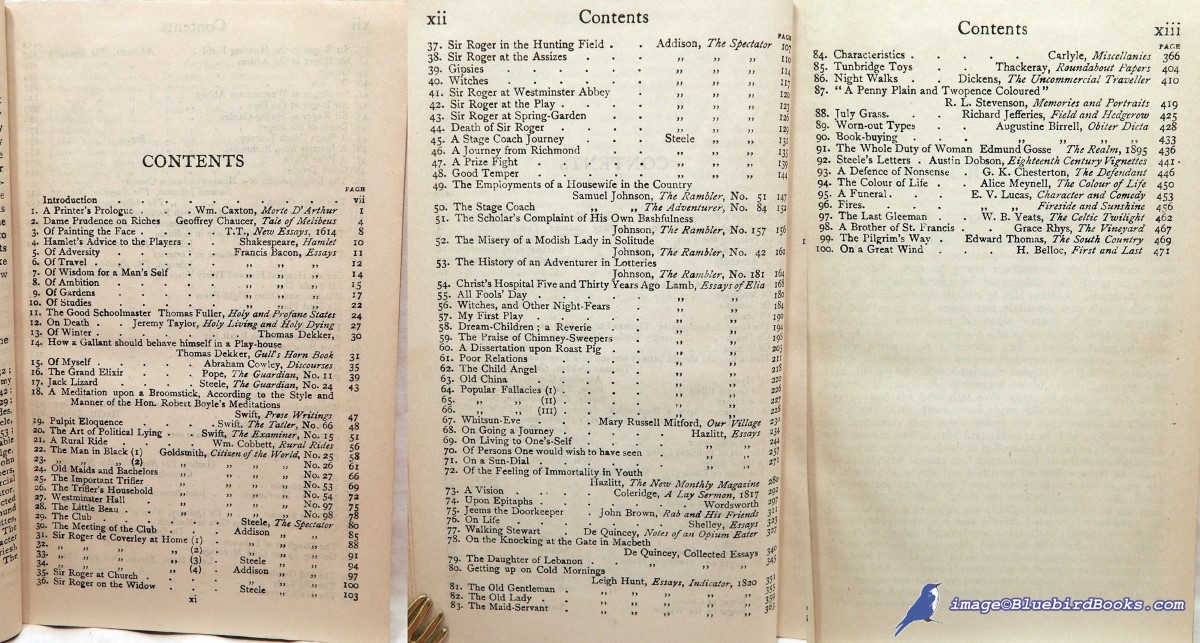 CONTENTS
PAGE
Introduction vii
1. A Printer's Prologue Wm. Caxton, Morte D'Arthur 1
2. Dame Prudence on Riches Geoffrey Chaucer, Tale of Melibeus 2
3. Of Painting the Face T.T., New Essays, 1614 8
4. Hamlet's Advice to the Players Shakespeare, Hamlet 10
5. Of Adversity Francis Bacon, Essays 11
6. Of Travel „ „ „ 12
7. Of Wisdom for a Man's Self „ „ „ 14
8. Of Ambition „ „ „ 15
9. Of Gardens „ „ „ 17
10. Of Studies „ „ „ 22
11. The Good Schoolmaster Thomas Fuller, Holy and Profane States 24
12. On Death Jeremy Taylor, Holy Living and Holy Dying 27
13. Of Winter Thomas Dekker, 30
14. How a Gallant should behave himself in a Play-house
Thomas Dekker, Gull's Horn Book 31
15. Of Myself Abraham Cowley, Discourses 35
16. The Grand Elixir Pope, The Guardian, No. 11 39
17. Jack Lizard Steele, The Guardian, No. 24 43
18. A Meditation upon a Broomstick, According to the Style and
Manner of the Hon. Robert Boyle's Meditations
Swift, Prose Writings 47
19. Pulpit Eloquence Swift, The Tatler, No. 66 48
20. The Art of Political Lying Swift, The Examiner, No. 15 51
21. A Rural Ride Wm. Cobbett, Rural Rides 56
22. The Man in Black (1) Goldsmith, Citizen of the World, No. 25 58
23. „ „ „ (2) „ „ „ No. 26 61
24. Old Maids and Bachelors „ „ „ No. 27 66
25. The Important Trifler „ „ „ No. 53 69
26. The Trifler's Household „ „ „ No. 54 72
27. Westminster Hall „ „ „ No. 97 75
28. The Little Beau „ „ „ No. 98 78
29. The Club Steele, The Spectator 80
30. The Meeting of the Club Addison „ „ 85
31. Sir Roger de Coverley at Home (1) „ „ „ 88
32. „ „ „ (2) „ „ „ 91
33. „ „ „ (3) Steele „ „ 94
34. „ „ „ (4) Addison „ „ 97
35. Sir Roger at Church „ „ „ 100
36. Sir Roger on the Widow Steele „ „ 103
xi
xii Contents
PAGE
37. Sir Roger in the Hunting Field Addison, The Spectator 107
38. Sir Roger at the Assizes „ „ „ 110
39. Gipsies „ „ „ 114
40. Witches „ „ „ 117
41. Sir Roger at Westminster Abbey „ „ „ 120
42. Sir Roger at the Play „ „ „ 123
43. Sir Roger at Spring-Garden „ „ „ 126
44. Death of Sir Roger „ „ „ 129
45. A Stage Coach Journey Steele „ „ 131
46. A Journey from Richmond „ „ „ 135
47. A Prize Fight „ „ „ 139
48. Good Temper „ „ „ 144
49. The Employments of a Housewife in the Country
Samuel Johnson, The Rambler, No. 51 147
50. The Stage Coach The Adventurer, No. 84 152
51. The Scholar's Complaint of His Own Bashfulness
Johnson, The Rambler, No. 157 156
52. The Misery of a Modish Lady in Solitude
Johnson, The Rambler, No. 42 160
53. The History of an Adventurer in Lotteries
Johnson, The Rambler, No. 181 164
54. Christ's Hospital Five and Thirty Years Ago Lamb, Essays of Elia 168
55. All Fools' Day „ „ 180
56. Witches, and Other Night-Fears „ „ 184
57. My First Play „ „ 190
58. Dream-Children ; a Reverie „ „ 194
59. The Praise of Chimney-Sweepers „ „ 198
60. A Dissertation upon Roast Pig „ „ 205
61. Poor Relations „ „ 211
62. The Child Angel „ „ 218
63. Old China „ „ 220
64. Popular Fallacies (1) „ „ 226
65. „ „ (II) „ „ 227
66. „ „ (III) „ „ 228
67. Whitsun-Eve Mary Russell Mitford, Our Village
68. On Going a Journey Hazlitt, Essays 234
69. On Living to One's-Self „ „ 244
70. Of Persons One would wish to have seen „ „ 257
71. On a Sun-Dial „ „ 271
72. Of the Feeling of Immortality in Youth
Hazlitt, The New Monthly Magazine 280
73. A Vision Coleridge, A Lay Sermon, 1817 292
74. Upon Epitaphs Wordsworth 297
75. Jeems the Doorkeeper John Brown, Rab and His Friends 311
76. On Life Shelley, Essays 323
77. Walking Stewart De Quincey, Notes of an Opium Eater 327
78. On the Knocking at the Gate in Macbeth
De Quincey, Collected Essays 340
79. The Daughter of Lebanon „ „ 345
80. Getting up on Cold Mornings
Leigh Hunt, Essays, Indicator, 1820 351
81. The Old Gentleman „ „ „ „ 355
82. The Old Lady „ „ „ „ 359
83. The Maid-Servant „ „ „ „ 363
Contents xiii
PAGE
84. Characteristics Carlyle, Miscellanies 366
85. Tunbridge Toys Thackeray, Roundabout Papers 404
86. Night Walks Dickens, The Uncommercial Traveller 410
87. "A Penny Plain and Twopence Coloured"
R. L. Stevenson, Memories and Portraits 419
88. July Grass. Richard Jefferies, Field and Hedgerow 425
89. Worn-out Types Augustine Birrell, Obiter Dicta 428
90. Book-buying „ „ „ „ 433
91. The Whole Duty of Woman Edmund Gosse The Realm, 1895 436
92. Steele's Letters Austin Dobson, Eighteenth Century Vignettes 441
93. A Defence of Nonsense G. K. Chesterton, The Defendant 446
94. The Colour of Life Alice Meynell, The Colour of Life 450
95. A Funeral E. V. Lucas, Character and Comedy 453
96. Fires. „ „ Fireside and Sunshine 456
97. The Last Gleeman W. B. Yeats, The Celtic Twilight 462
98. A Brother of St. Francis Grace Rhys, The Vineyard 467
99. The Pilgrim's Way Edward Thomas, The South Country 469
100. On a Great Wind H. Belloc, First and Last 471
image©BluebirdBooks.com